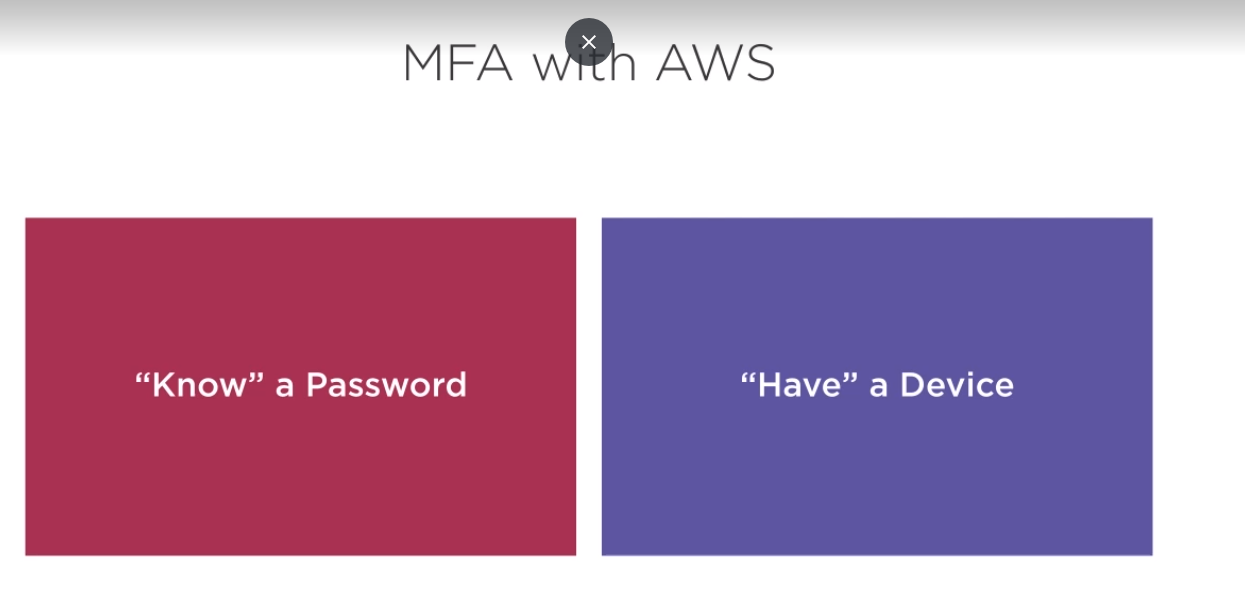 MFA with AWS
“Know” a Password
“Have” a Device